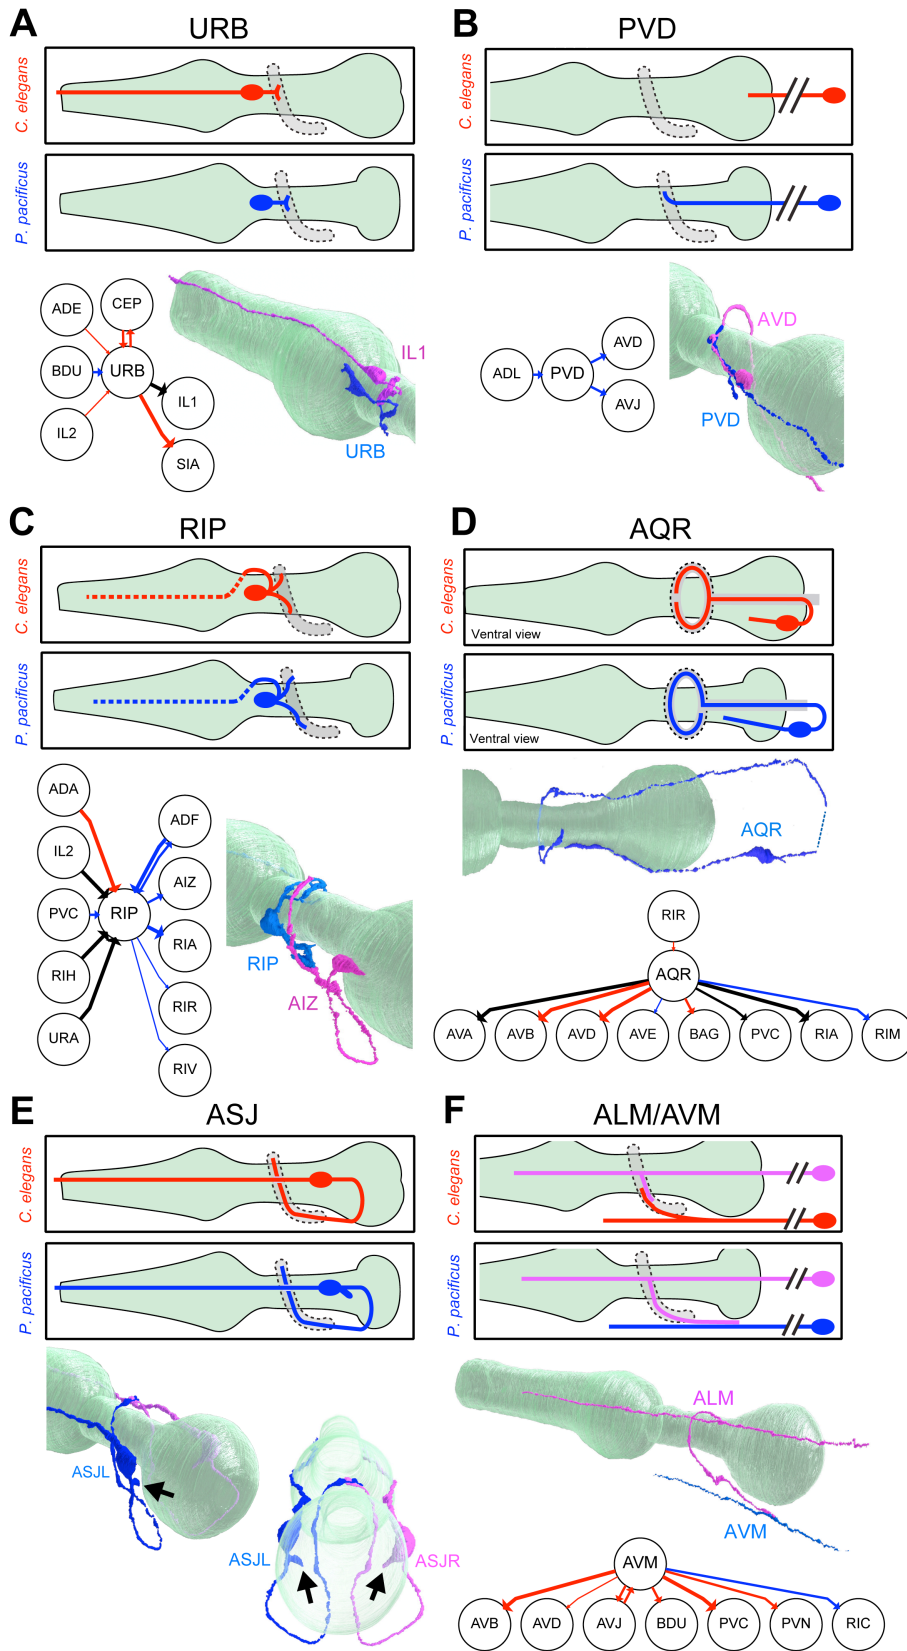 A
URB
C. elegans
P. pacificus
ADE
CEP
BDU
URB
IL1
IL2
SIA
IL1
URB
B
PVD
C. elegans
P. pacificus
ADL
PVD
AVD
AVJ
AVD
PVD
C
RIP
C. elegans
P. pacificus
ADA
ADF
IL2
AIZ
PVC
RIP
RIA
RIH
RIR
URA
RIV
RIP
AIZ
D
AQR
C. elegans
Ventral view
P. pacificus
Ventral view
AQR
RIR
AQR
AVA
AVB
AVD
AVE
BAG
PVC
RIA
RIM
E
ASJ
C. elegans
P. pacificus
ASJL
ASJL
ASJR
F
ALM/AVM
C. elegans
P. pacificus
ALM
AVM
AVM
AVB
AVD
AVJ
BDU
PVC
PVN
RIC